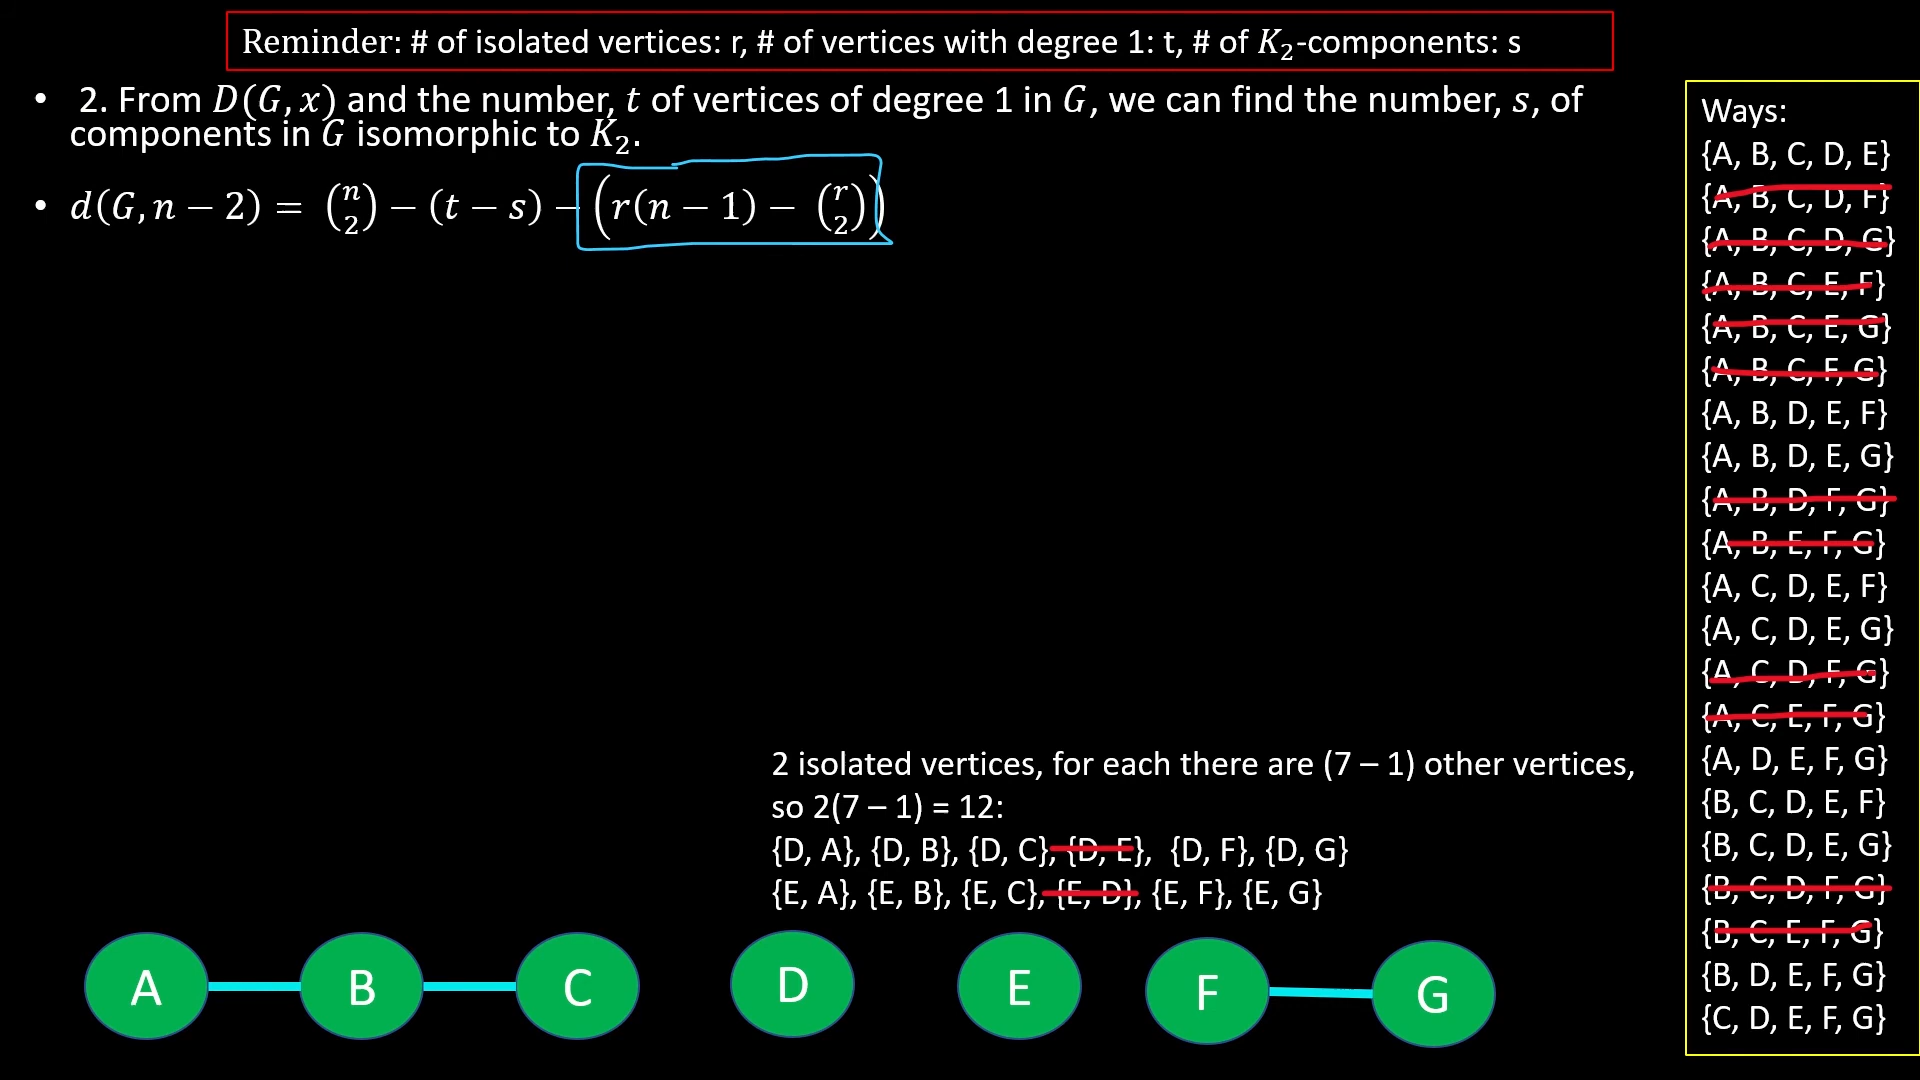 Reminder: # of isolated vertices: r, # of vertices with degree 1: t, # of K₂-components: s
• 2. From D(G, x) and the number, t of vertices of degree 1 in G, we can find the number, s, of
components in G isomorphic to K₂.
• d(G, n − 2) = (n 2) − (t − s) − (r(n − 1) − (r 2))
2 isolated vertices, for each there are (7 – 1) other vertices,
so 2(7 – 1) = 12:
{D, A}, {D, B}, {D, C}, {D, E}, {D, F}, {D, G}
{E, A}, {E, B}, {E, C}, {E, D}, {E, F}, {E, G}
A B C D E F G
Ways:
{A, B, C, D, E}
{A, B, C, D, F}
{A, B, C, D, G}
{A, B, C, E, F}
{A, B, C, E, G}
{A, B, C, F, G}
{A, B, D, E, F}
{A, B, D, E, G}
{A, B, D, F, G}
{A, B, E, F, G}
{A, C, D, E, F}
{A, C, D, E, G}
{A, C, D, F, G}
{A, C, E, F, G}
{A, D, E, F, G}
{B, C, D, E, F}
{B, C, D, E, G}
{B, C, D, F, G}
{B, C, E, F, G}
{B, D, E, F, G}
{C, D, E, F, G}